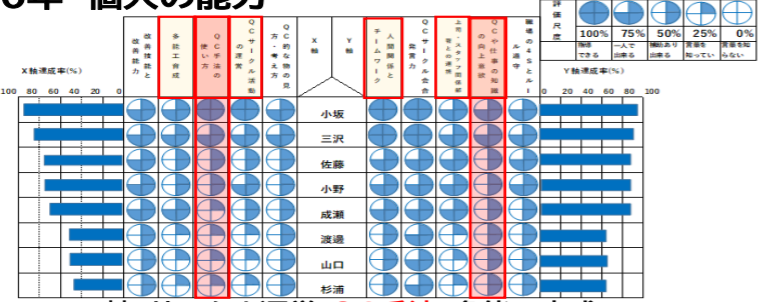 6年 個人の能力
改善技能と改善能力
多能工育成
QC手法の使い方
QCサークル活動の運営
QC的な物の見方・考え方
X軸
Y軸
人間関係とチームワーク
QCサークル会合発言力
上司・スタッフ関係部署との連携
QCや仕事の知識の向上意欲
職場の4Sとルール遵守
評価尺度
100% 75% 50% 25% 0%
指導できる
一人で出来る
補助あり出来る
言葉を知ってい
言葉を知らない
X軸達成率(%)
Y軸達成率(%)
100 80 60 40 20 0
0 20 40 60 80 100
小坂
三沢
佐藤
小野
成瀬
渡邊
山口
杉浦